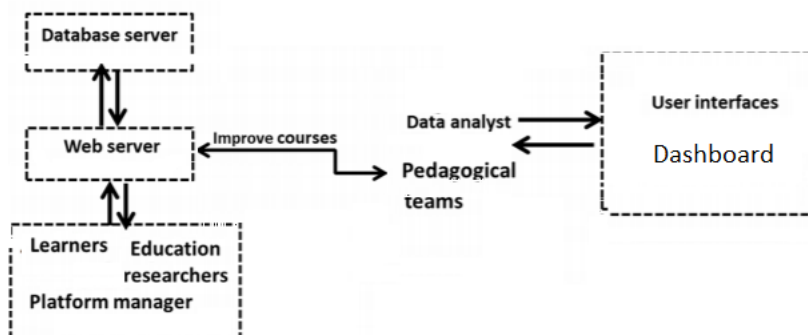 Database server
Web server
Improve courses
Learners
Education
researchers
Platform manager
Data analyst
Pedagogical
teams
User interfaces
Dashboard